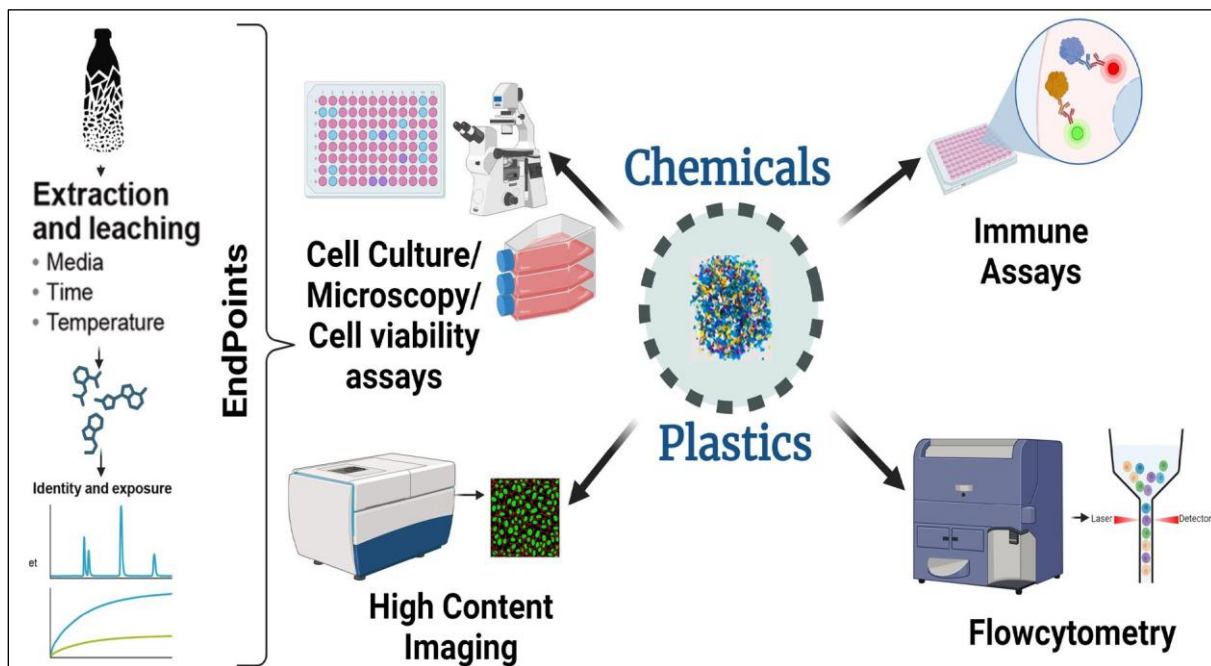 Extraction
and leaching
• Media
• Time
• Temperature
Identity and exposure
et
EndPoints
Cell Culture/
Microscopy/
Cell viability
assays
High Content
Imaging
Chemicals
Plastics
Immune
Assays
Laser
Detector
Flowcytometry